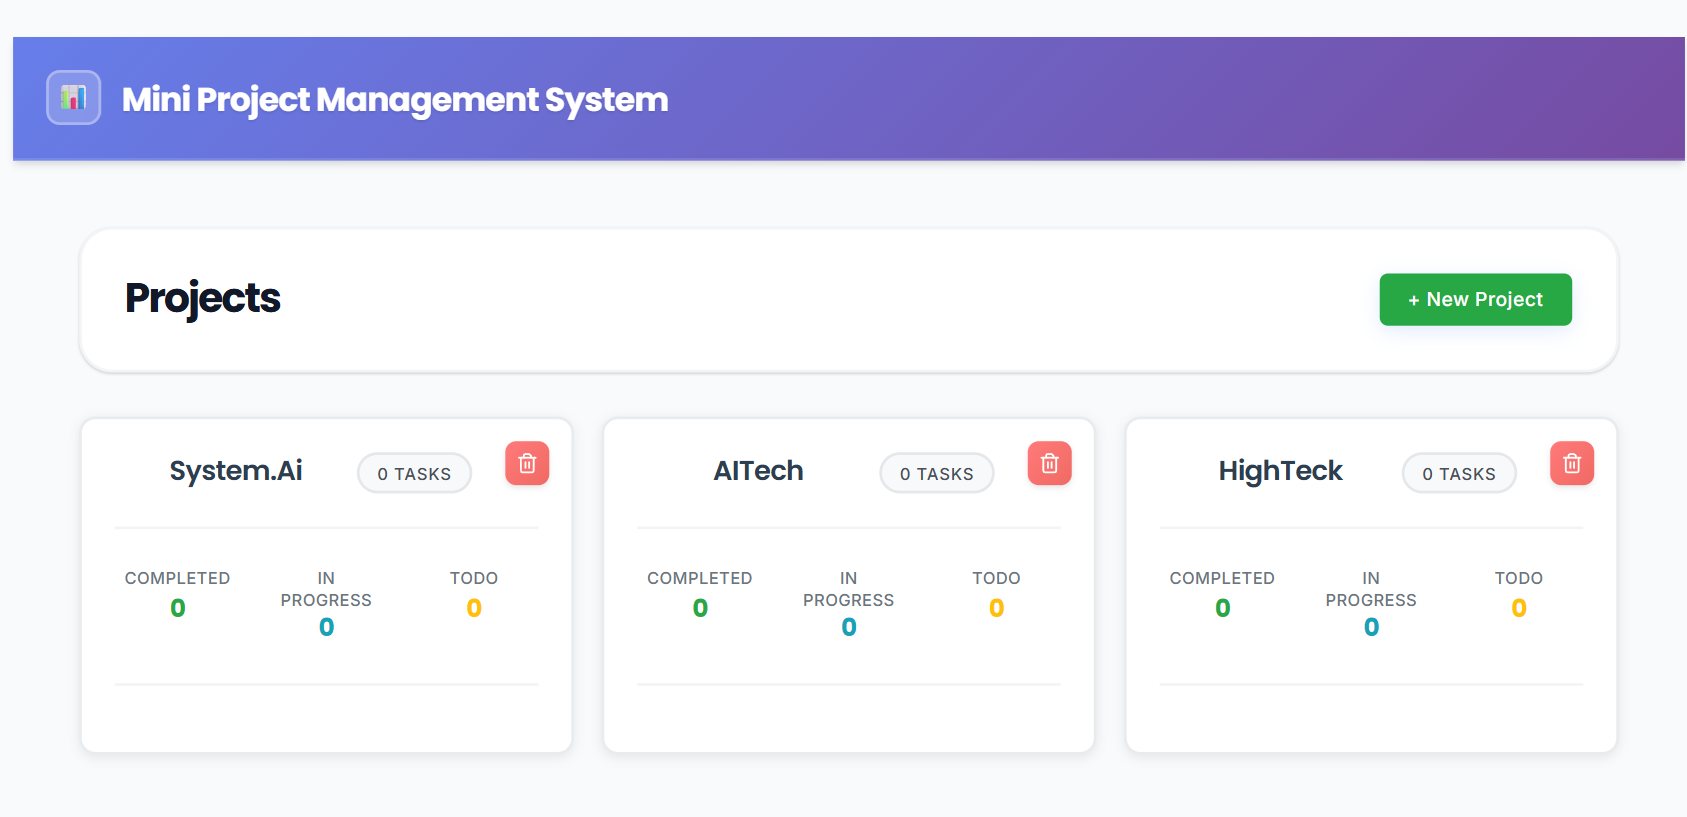 Mini Project Management System
Projects
+ New Project
System.Ai
0 TASKS
COMPLETED
0
IN
PROGRESS
0
TODO
0
AITech
0 TASKS
COMPLETED
0
IN
PROGRESS
0
TODO
0
HighTeck
0 TASKS
COMPLETED
0
IN
PROGRESS
0
TODO
0